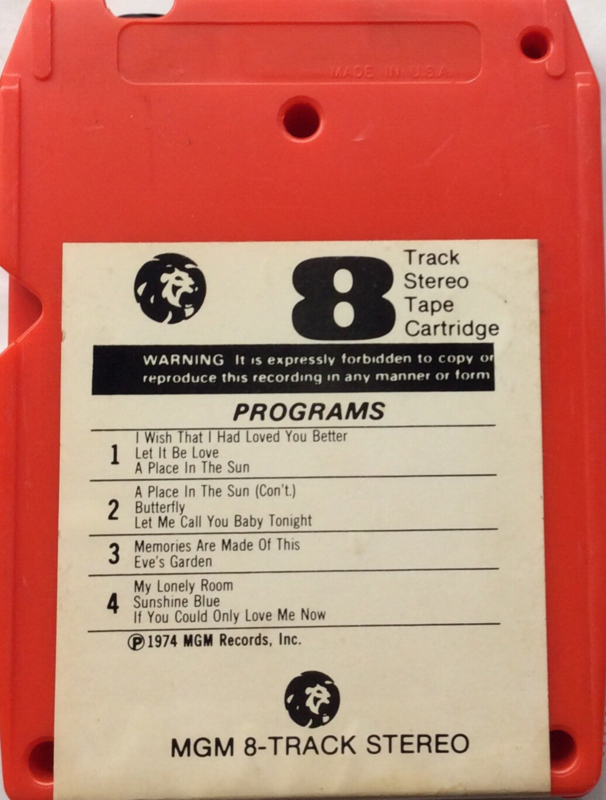 MADE IN U.S.A.
8
Track
Stereo
Tape
Cartridge
WARNING It is expressly forbidden to copy or
reproduce this recording in any manner or form
PROGRAMS
1
I Wish That I Had Loved You Better
Let It Be Love
A Place In The Sun
2
A Place In The Sun (Con't.)
Butterfly
Let Me Call You Baby Tonight
3
Memories Are Made Of This
Eve's Garden
4
My Lonely Room
Sunshine Blue
If You Could Only Love Me Now
℗ 1974 MGM Records, Inc.
MGM 8-TRACK STEREO